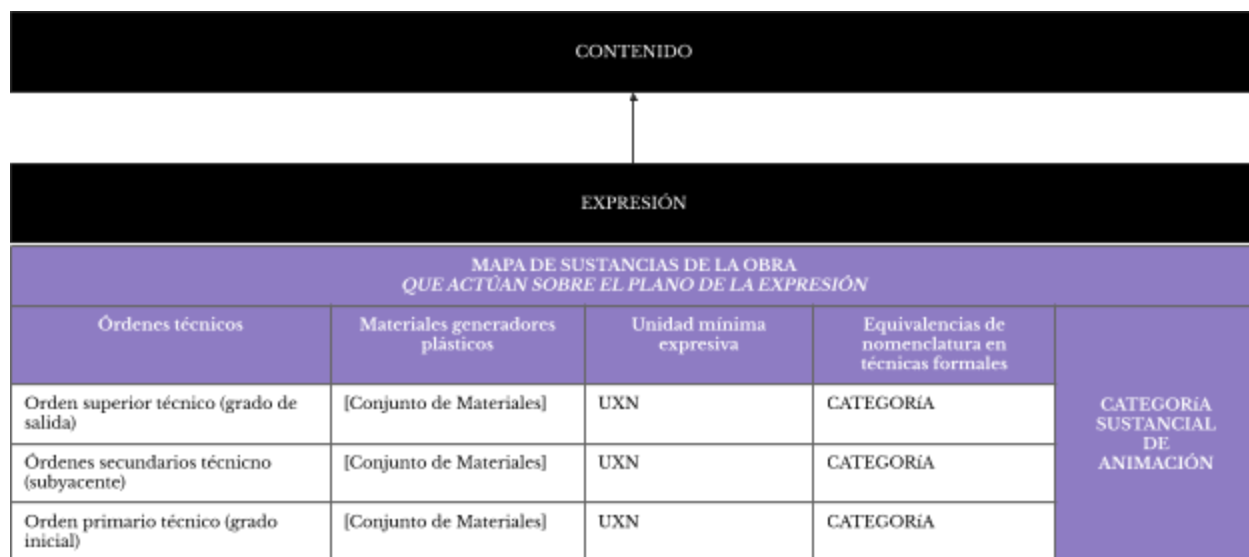 CONTENIDO
EXPRESIÓN
MAPA DE SUSTANCIAS DE LA OBRA
QUE ACTÚAN SOBRE EL PLANO DE LA EXPRESIÓN
Órdenes técnicos
Materiales generadores
plásticos
Unidad mínima
expresiva
Equivalencias de
nomenclatura en
técnicas formales
CATEGORíA
SUSTANCIAL
DE
ANIMACIÓN
Orden superior técnico (grado de
salida)
[Conjunto de Materiales]
UXN
CATEGORíA
Órdenes secundarios técnicno
(subyacente)
[Conjunto de Materiales]
UXN
CATEGORíA
Orden primario técnico (grado
inicial)
[Conjunto de Materiales]
UXN
CATEGORíA